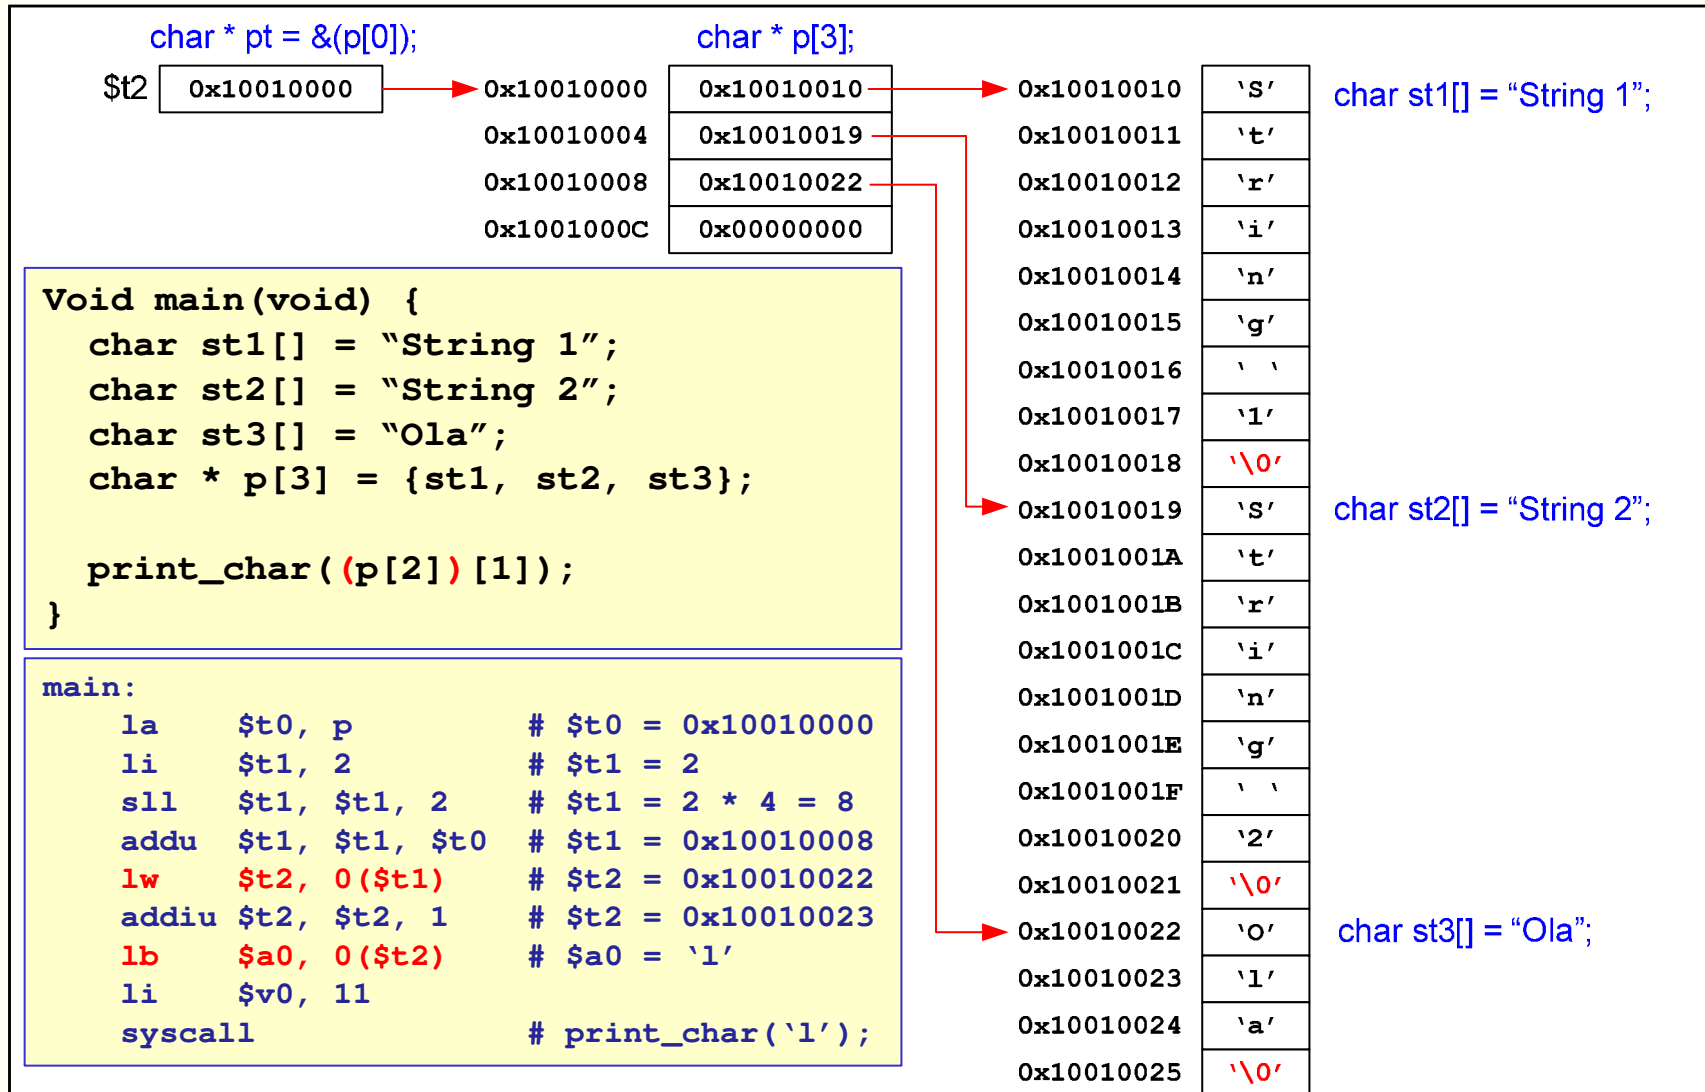 char * pt = &(p[0]);
char * p[3];
$t2 0x10010000
0x10010000 0x10010010
0x10010004 0x10010019
0x10010008 0x10010022
0x1001000C 0x00000000
Void main(void) {
char st1[] = “String 1”;
char st2[] = “String 2”;
char st3[] = “Ola”;
char * p[3] = {st1, st2, st3};
print_char((p[2])[1]);
}
main:
la $t0, p # $t0 = 0x10010000
li $t1, 2 # $t1 = 2
sll $t1, $t1, 2 # $t1 = 2 * 4 = 8
addu $t1, $t1, $t0 # $t1 = 0x10010008
lw $t2, 0($t1) # $t2 = 0x10010022
addiu $t2, $t2, 1 # $t2 = 0x10010023
lb $a0, 0($t2) # $a0 = ‘l’
li $v0, 11
syscall # print_char(‘l’);
0x10010010 ‘S’ char st1[] = “String 1”;
0x10010011 ‘t’
0x10010012 ‘r’
0x10010013 ‘i’
0x10010014 ‘n’
0x10010015 ‘g’
0x10010016 ‘ ‘
0x10010017 ‘1’
0x10010018 ‘\0’
0x10010019 ‘S’ char st2[] = “String 2”;
0x1001001A ‘t’
0x1001001B ‘r’
0x1001001C ‘i’
0x1001001D ‘n’
0x1001001E ‘g’
0x1001001F ‘ ‘
0x10010020 ‘2’
0x10010021 ‘\0’
0x10010022 ‘O’ char st3[] = “Ola”;
0x10010023 ‘l’
0x10010024 ‘a’
0x10010025 ‘\0’